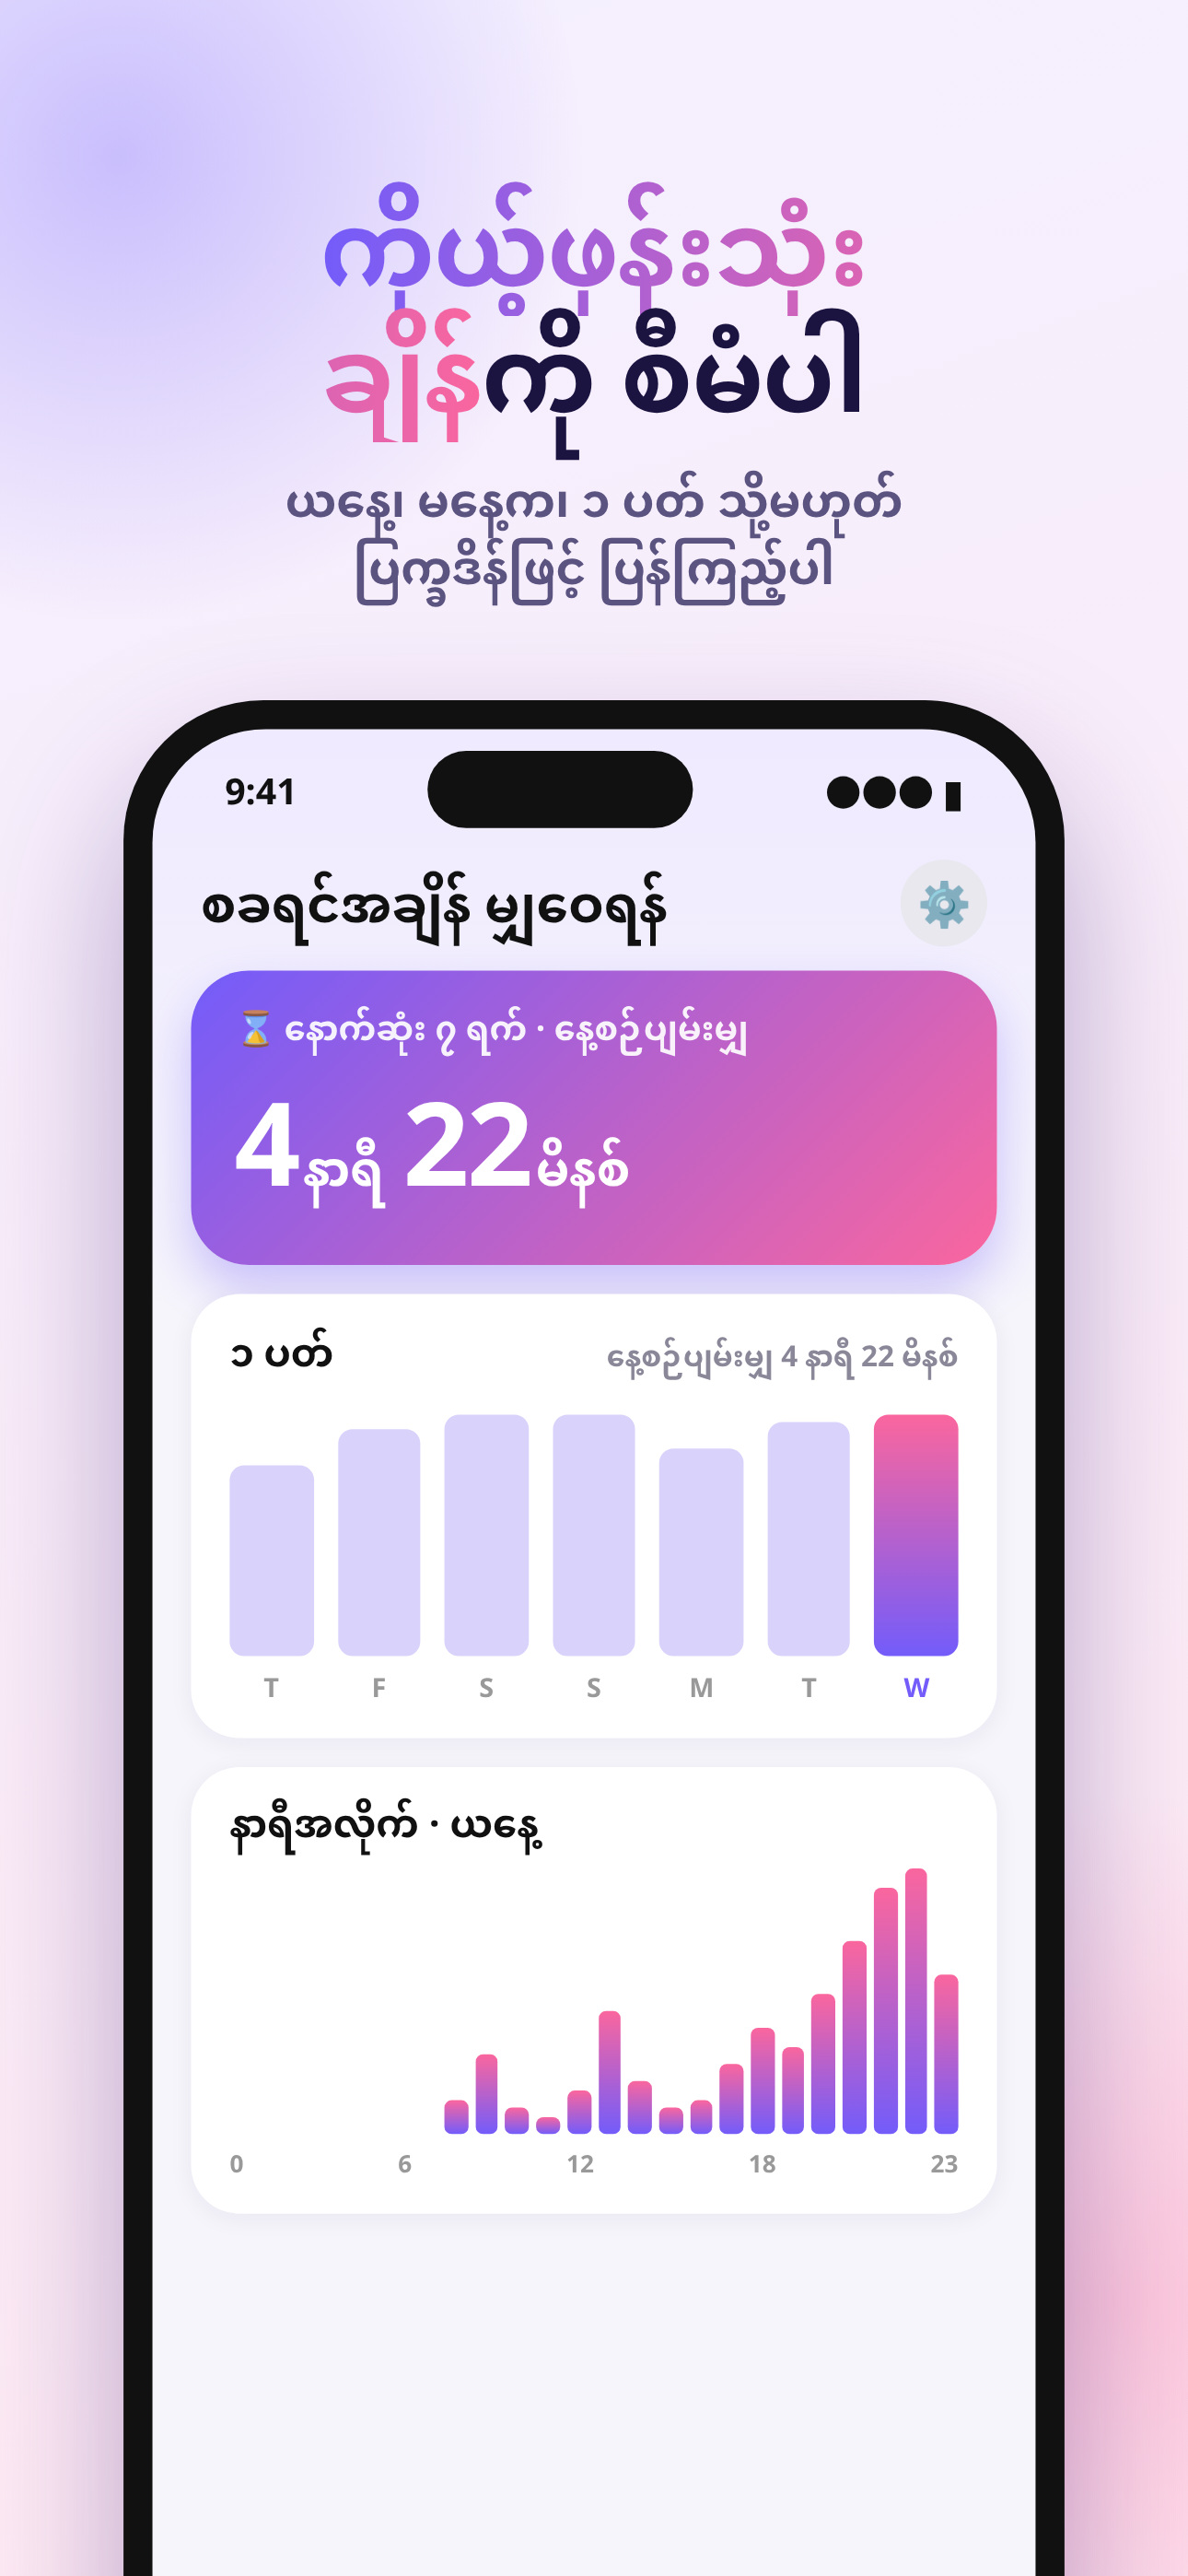 ကိုယ့်ဖုန်းသုံး
ချိန်ကို စီမံပါ
ယနေ့၊ မနေ့က၊ ၁ ပတ် သို့မဟုတ်
ပြက္ခဒိန်ဖြင့် ပြန်ကြည့်ပါ
9:41
စခရင်အချိန် မျှဝေရန်
⌛ နောက်ဆုံး ၇ ရက် · နေ့စဉ်ပျမ်းမျှ
4နာရီ 22မိနစ်
၁ ပတ်
နေ့စဉ်ပျမ်းမျှ 4 နာရီ 22 မိနစ်
T F S S M T W
နာရီအလိုက် · ယနေ့
0 6 12 18 23